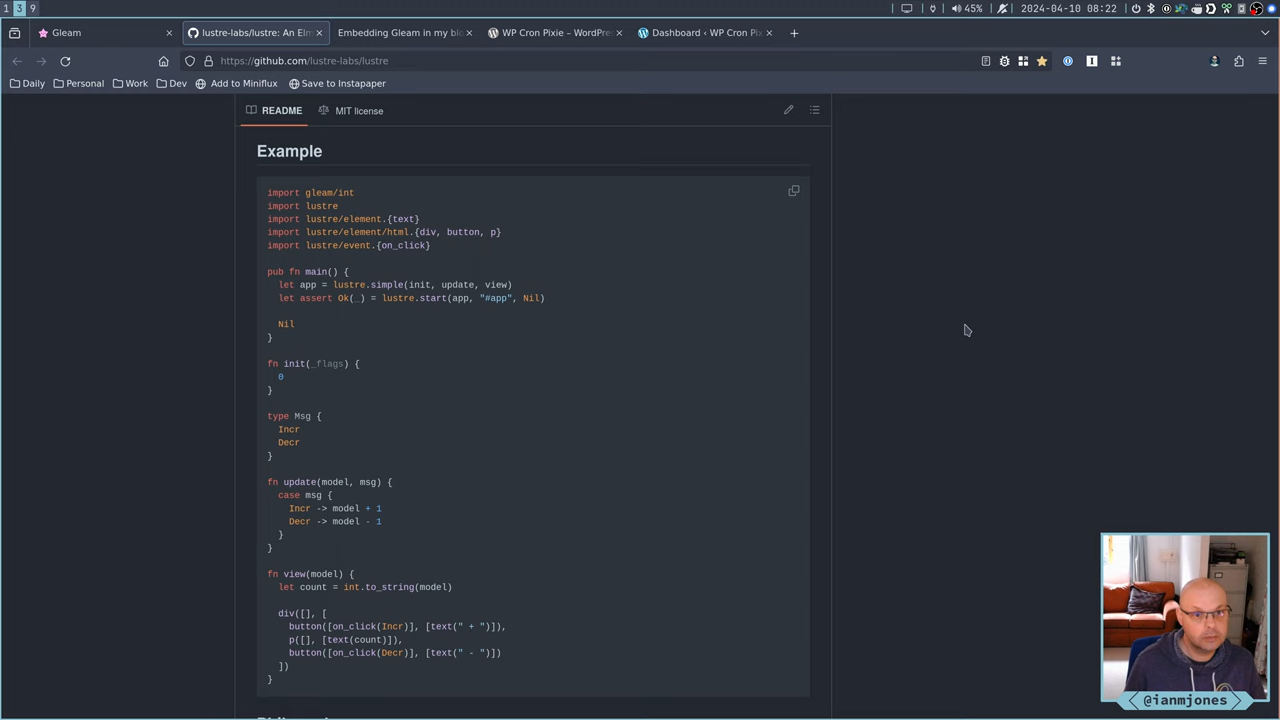 1 3 9
45%
2024-04-10 08:22
Gleam
lustre-labs/lustre: An Elm
Embedding Gleam in my blo
WP Cron Pixie – WordPres
Dashboard ‹ WP Cron Pixie
https://github.com/lustre-labs/lustre
Daily
Personal
Work
Dev
Add to Miniflux
Save to Instapaper
README
MIT license
Example
import gleam/int
import lustre
import lustre/element.{text}
import lustre/element/html.{div, button, p}
import lustre/event.{on_click}
pub fn main() {
  let app = lustre.simple(init, update, view)
  let assert Ok(_) = lustre.start(app, "#app", Nil)
  Nil
}
fn init(_flags) {
  0
}
type Msg {
  Incr
  Decr
}
fn update(model, msg) {
  case msg {
    Incr -> model + 1
    Decr -> model - 1
  }
}
fn view(model) {
  let count = int.to_string(model)
  div([], [
    button([on_click(Incr)], [text(" + ")]),
    p([], [text(count)]),
    button([on_click(Decr)], [text(" - ")])
  ])
}
@ianmjones